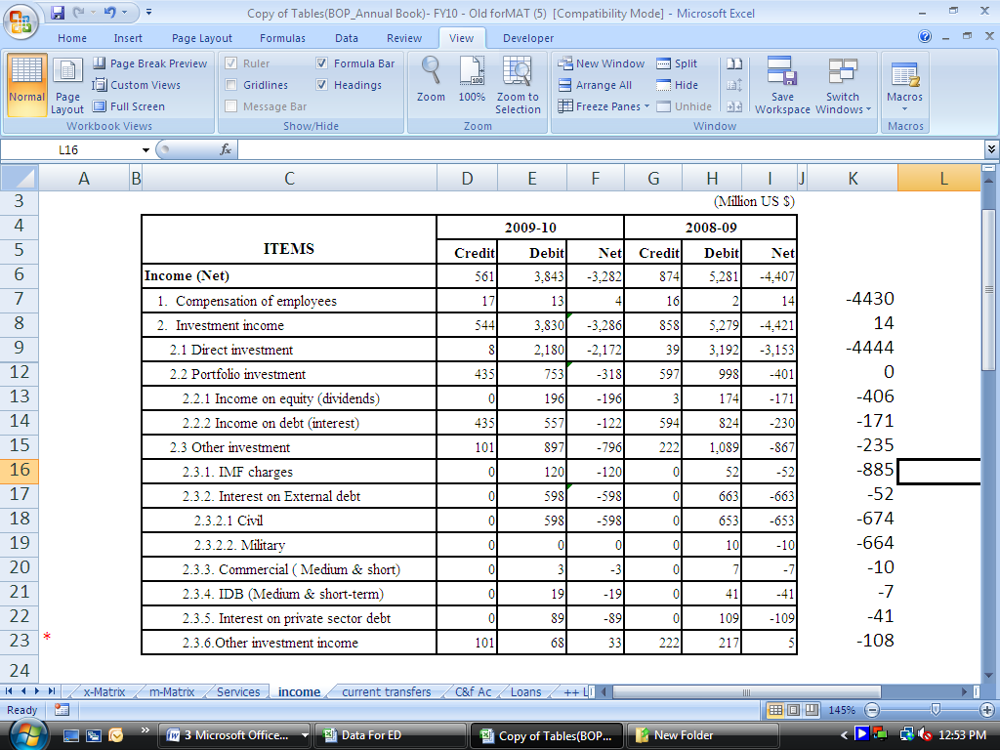 Copy of Tables(BOP_Annual Book)- FY10 - Old forMAT (5) [Compatibility Mode] - Microsoft Excel
Home Insert Page Layout Formulas Data Review View Developer
Normal Page Layout Page Break Preview Custom Views Full Screen
Workbook Views
Ruler Formula Bar
Gridlines Headings
Message Bar
Show/Hide
Zoom 100% Zoom to Selection
Zoom
New Window Split
Arrange All Hide
Freeze Panes Unhide
Save Workspace Switch Windows
Window
Macros
Macros
L16 fx
A B C D E F G H I J K L
3 (Million US $)
4 2009-10 2008-09
5 ITEMS Credit Debit Net Credit Debit Net
6 Income (Net) 561 3,843 -3,282 874 5,281 -4,407
7 1. Compensation of employees 17 13 4 16 2 14 -4430
8 2. Investment income 544 3,830 -3,286 858 5,279 -4,421 14
9 2.1 Direct investment 8 2,180 -2,172 39 3,192 -3,153 -4444
12 2.2 Portfolio investment 435 753 -318 597 998 -401 0
13 2.2.1 Income on equity (dividends) 0 196 -196 3 174 -171 -406
14 2.2.2 Income on debt (interest) 435 557 -122 594 824 -230 -171
15 2.3 Other investment 101 897 -796 222 1,089 -867 -235
16 2.3.1. IMF charges 0 120 -120 0 52 -52 -885
17 2.3.2. Interest on External debt 0 598 -598 0 663 -663 -52
18 2.3.2.1 Civil 0 598 -598 0 653 -653 -674
19 2.3.2.2. Military 0 0 0 0 10 -10 -664
20 2.3.3. Commercial ( Medium & short) 0 3 -3 0 7 -7 -10
21 2.3.4. IDB (Medium & short-term) 0 19 -19 0 41 -41 -7
22 2.3.5. Interest on private sector debt 0 89 -89 0 109 -109 -41
23 * 2.3.6.Other investment income 101 68 33 222 217 5 -108
24
x-Matrix m-Matrix Services income current transfers C&f Ac Loans ++ L
Ready 145%
3 Microsoft Office... Data For ED Copy of Tables(BOP... New Folder 12:53 PM